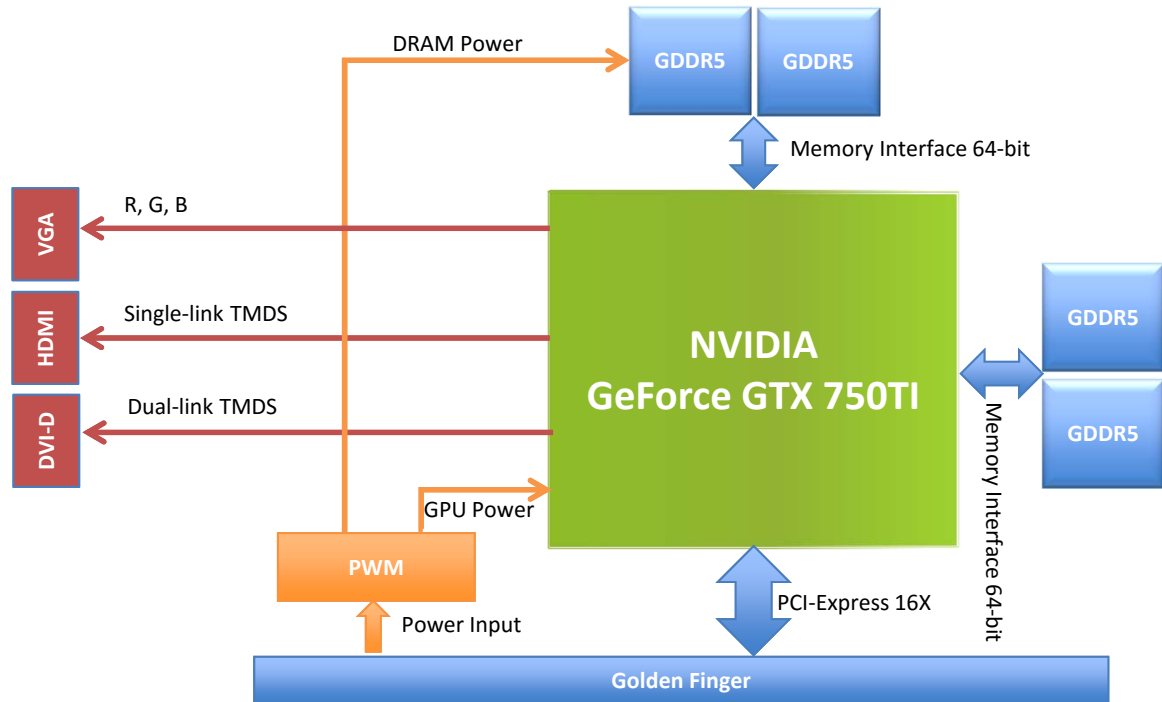 DRAM Power
GDDR5
GDDR5
Memory Interface 64-bit
R, G, B
VGA
Single-link TMDS
HDMI
Dual-link TMDS
DVI-D
NVIDIA
GeForce GTX 750TI
GDDR5
GDDR5
Memory Interface 64-bit
GPU Power
PWM
Power Input
PCI-Express 16X
Golden Finger